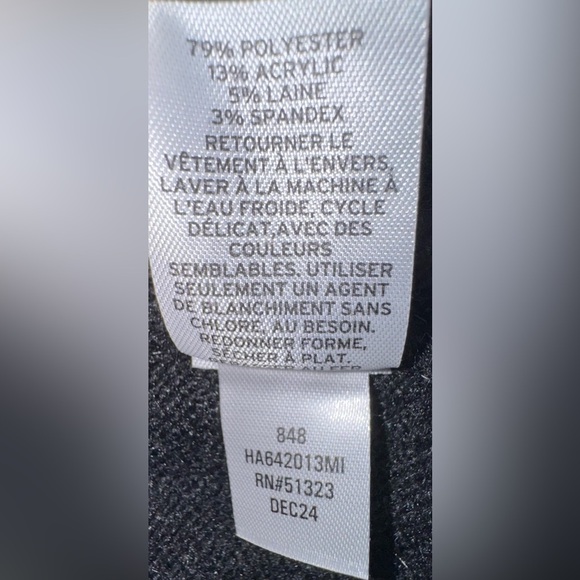 79% POLYESTER
13% ACRYLIC
5% LAINE
3% SPANDEX
RETOURNER LE
VÊTEMENT À L'ENVERS,
LAVER À LA MACHINE À
L'EAU FROIDE, CYCLE
DÉLICAT,AVEC DES
COULEURS
SEMBLABLES. UTILISER
SEULEMENT UN AGENT
DE BLANCHIMENT SANS
CHLORE, AU BESOIN.
REDONNER FORME,
SÉCHER À PLAT.
AU FER
848
HA642013MI
RN#51323
DEC24